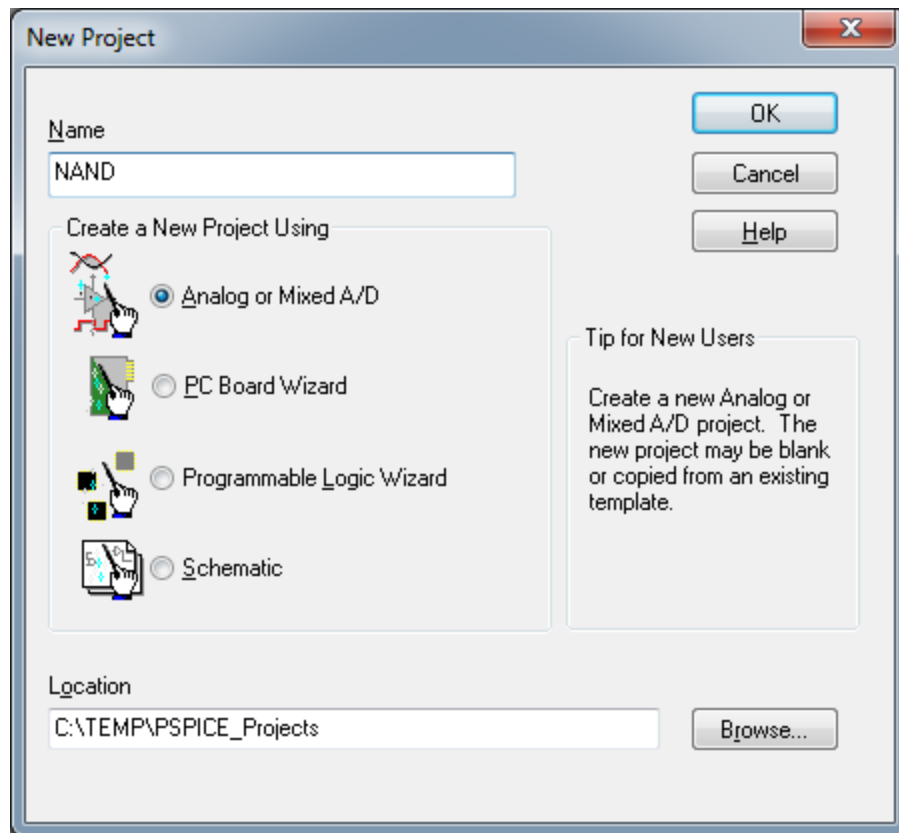 New Project
Name
NAND
OK
Cancel
Help
Create a New Project Using
Analog or Mixed A/D
PC Board Wizard
Programmable Logic Wizard
Schematic
Tip for New Users
Create a new Analog or
Mixed A/D project. The
new project may be blank
or copied from an existing
template.
Location
C:\TEMP\PSPICE_Projects
Browse...